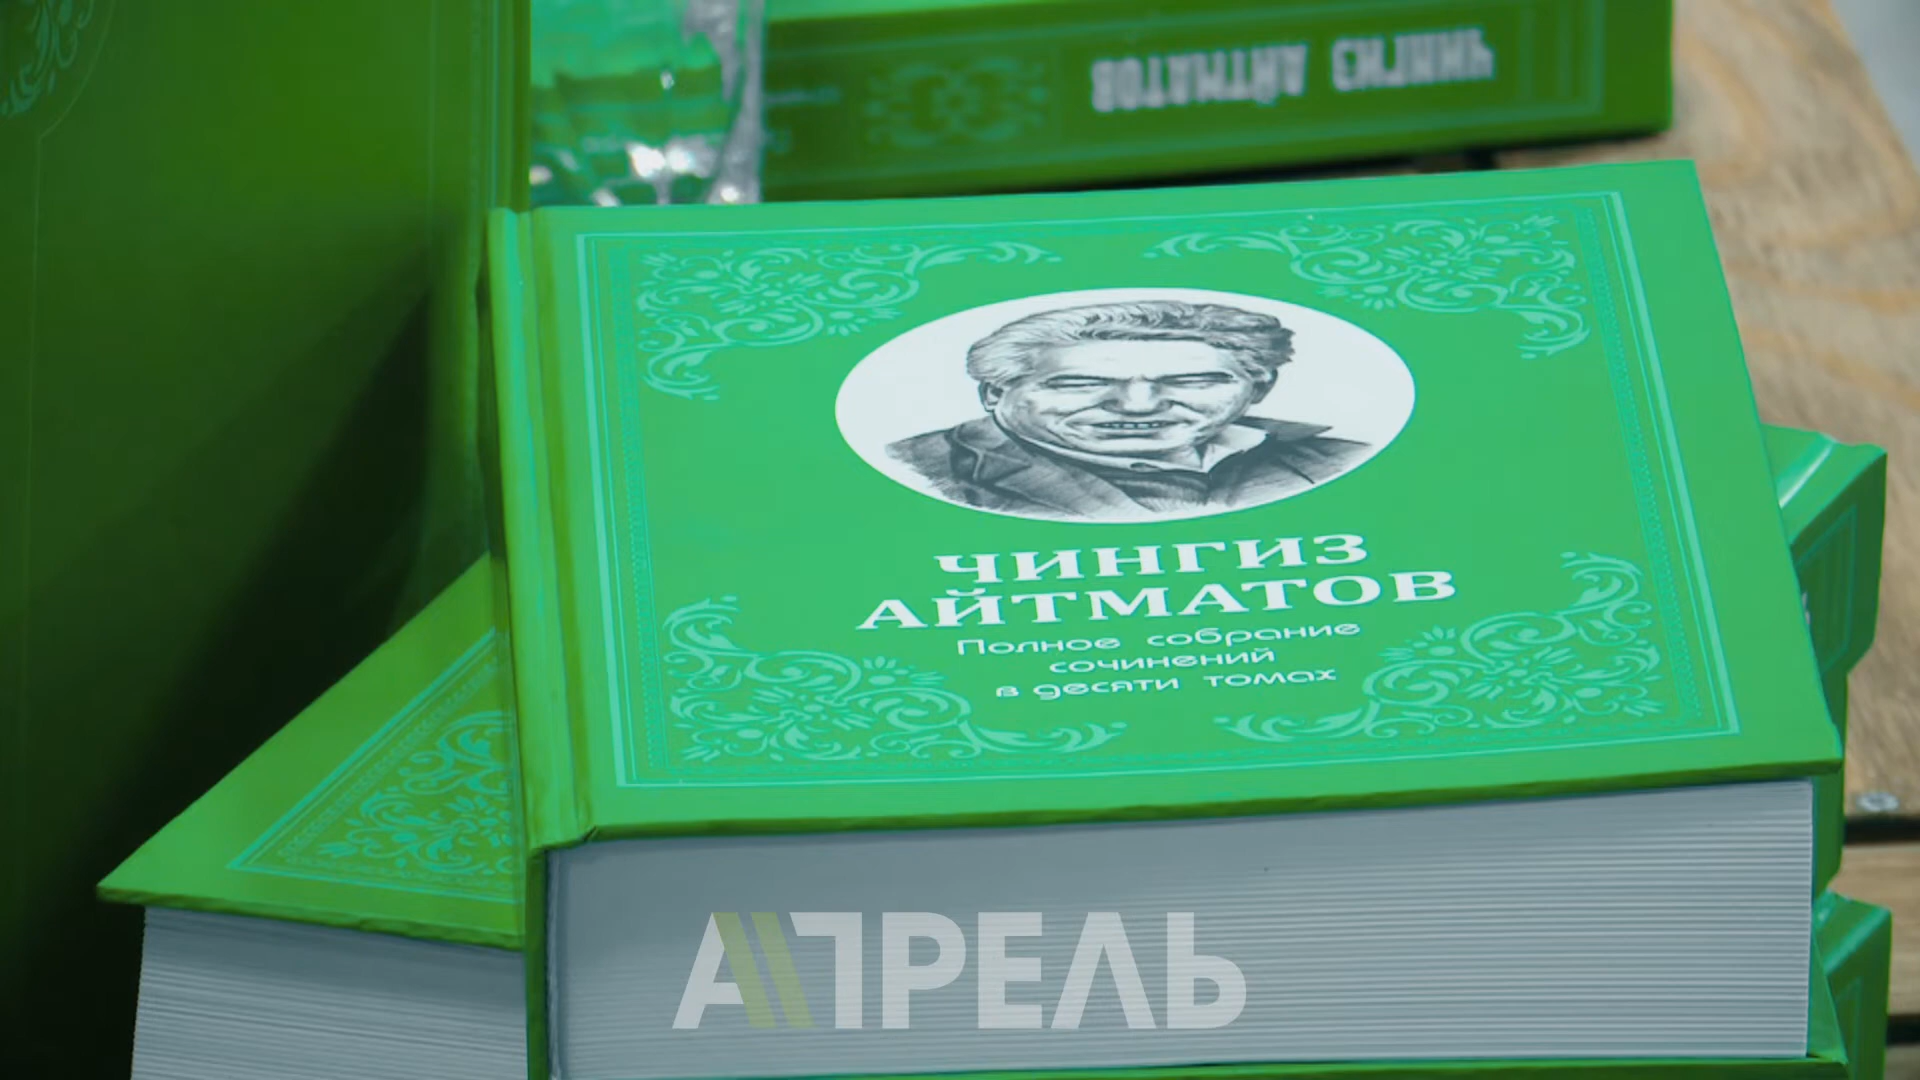 ЧИНГИЗ АЙТМАТОВ
ЧИНГИЗ
АЙТМАТОВ
Полное собрание
сочинений
в десяти томах
АПРЕЛЬ